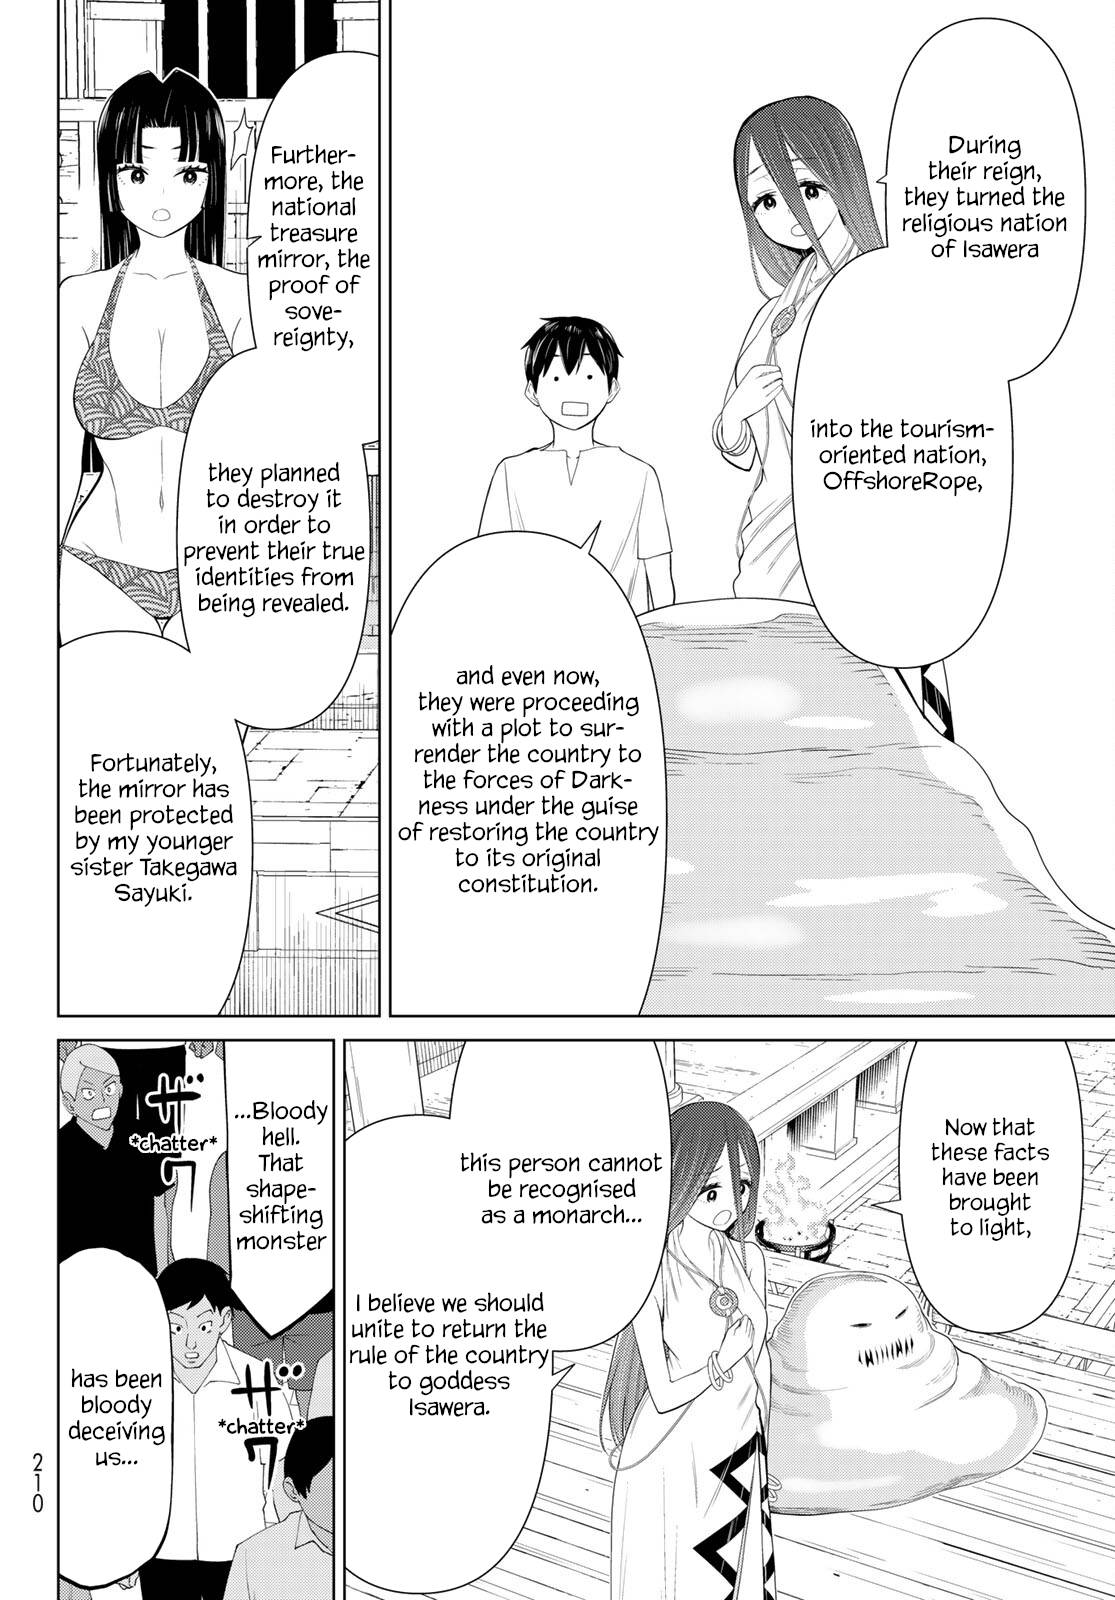 During
their reign,
they turned the
religious nation
of Isawera
into the tourism-
oriented nation,
OffshoreRope,
and even now,
they were proceeding
with a plot to sur-
render the country to
the forces of Dark-
ness under the guise
of restoring the country
to its original
constitution.
Further-
more, the
national
treasure
mirror, the
proof of
sove-
reignty,
they planned
to destroy it
in order to
prevent their true
identities from
being revealed.
Fortunately,
the mirror has
been protected
by my younger
sister Takegawa
Sayuki.
Now that
these facts
have been
brought
to light,
this person cannot
be recognised
as a monarch...
I believe we should
unite to return the
rule of the country
to goddess
Isawera.
...Bloody
hell.
That
shape-
shifting
monster
ザワ
*chatter*
has been
bloody
deceiving
us...
ザワ
*chatter*
210